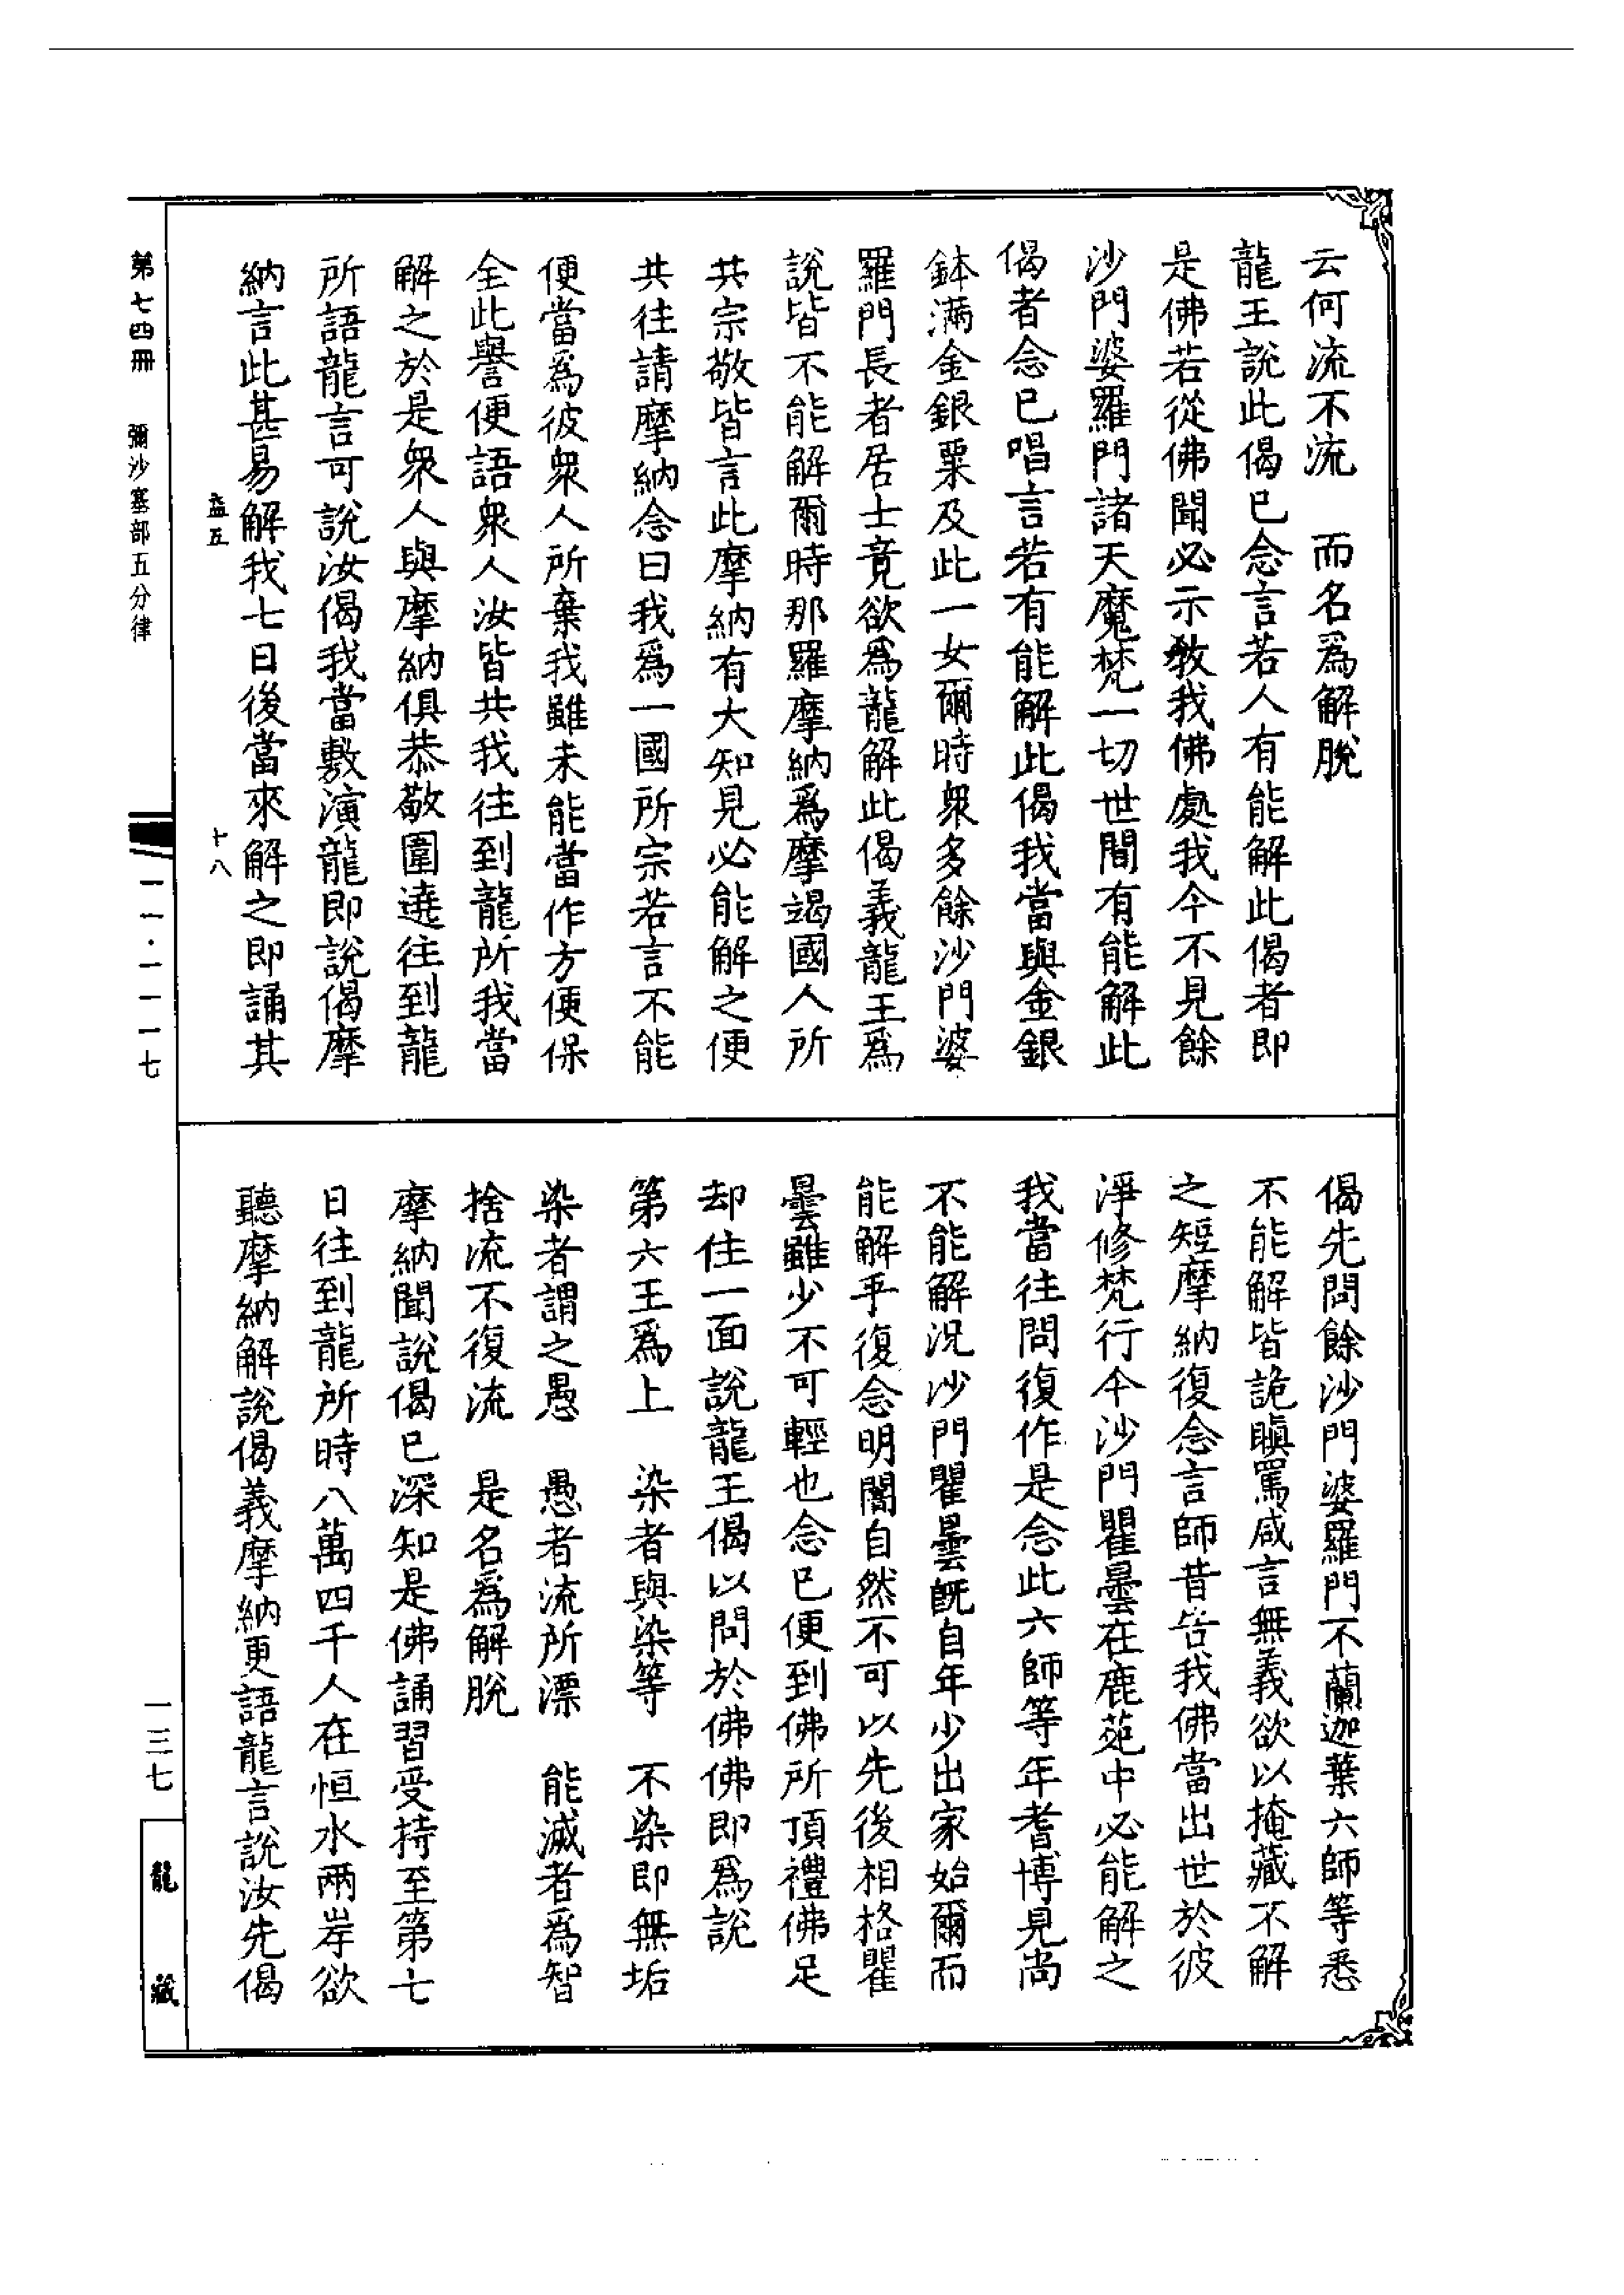 云何流不流　而名爲解脫
龍王說此偈已念言若人有能解此偈者即
是佛若從佛聞必示教我佛處我今不見餘
沙門婆羅門諸天魔梵一切世間有能解此
偈者念已唱言若有能解此偈我當與金銀
鉢滿金銀粟及此一女爾時衆多餘沙門婆
羅門長者居士竟欲爲龍解此偈義龍王爲
說皆不能解爾時那羅摩納爲摩竭國人所
共宗敬皆言此摩納有大知見必能解之便
共往請摩納念曰我爲一國所宗若言不能
便當爲彼衆人所棄我雖未能當作方便保
全此譽便語衆人汝皆共我往到龍所我當
解之於是衆人與摩納俱恭敬圍遶往到龍
所語龍言可說汝偈我當敷演龍即說偈摩
納言此甚易解我七日後當來解之即誦其
益五　十八
偈先問餘沙門婆羅門不蘭迦葉六師等悉
不能解皆詭瞋罵咸言無義欲以掩藏不解
之短摩納復念言師昔告我佛當出世於彼
淨修梵行今沙門瞿曇在鹿苑中必能解之
我當往問復作是念此六師等年耆博見尚
不能解況沙門瞿曇旣自年少出家始爾而
能解乎復念明闇自然不可以先後相格瞿
曇雖少不可輕也念已便到佛所頂禮佛足
却住一面說龍王偈以問於佛佛即爲說
第六王爲上　染者與染等　不染即無垢
染者謂之愚　愚者流所漂　能滅者爲智
捨流不復流　是名爲解脫
摩納聞說偈已深知是佛誦習受持至第七
日往到龍所時八萬四千人在恒水兩岸欲
聽摩納解說偈義摩納更語龍言說汝先偈
第七四冊　彌沙塞部五分律
一一·一一一七
一三七
龍藏